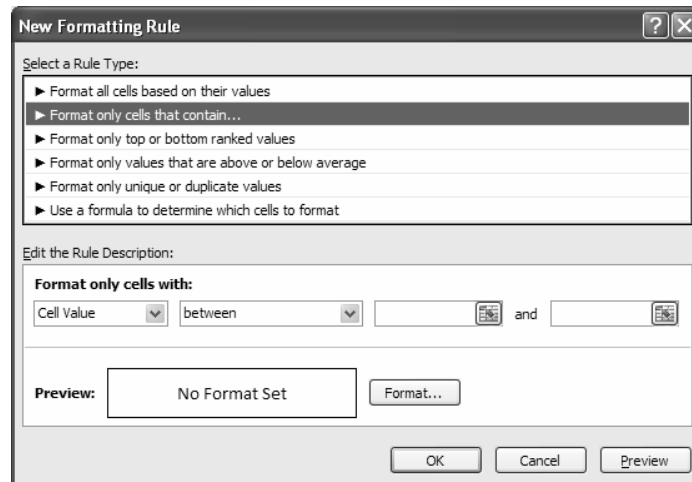 New Formatting Rule
Select a Rule Type:
► Format all cells based on their values
► Format only cells that contain...
► Format only top or bottom ranked values
► Format only values that are above or below average
► Format only unique or duplicate values
► Use a formula to determine which cells to format
Edit the Rule Description:
Format only cells with:
Cell Value between and
Preview: No Format Set Format...
OK Cancel Preview